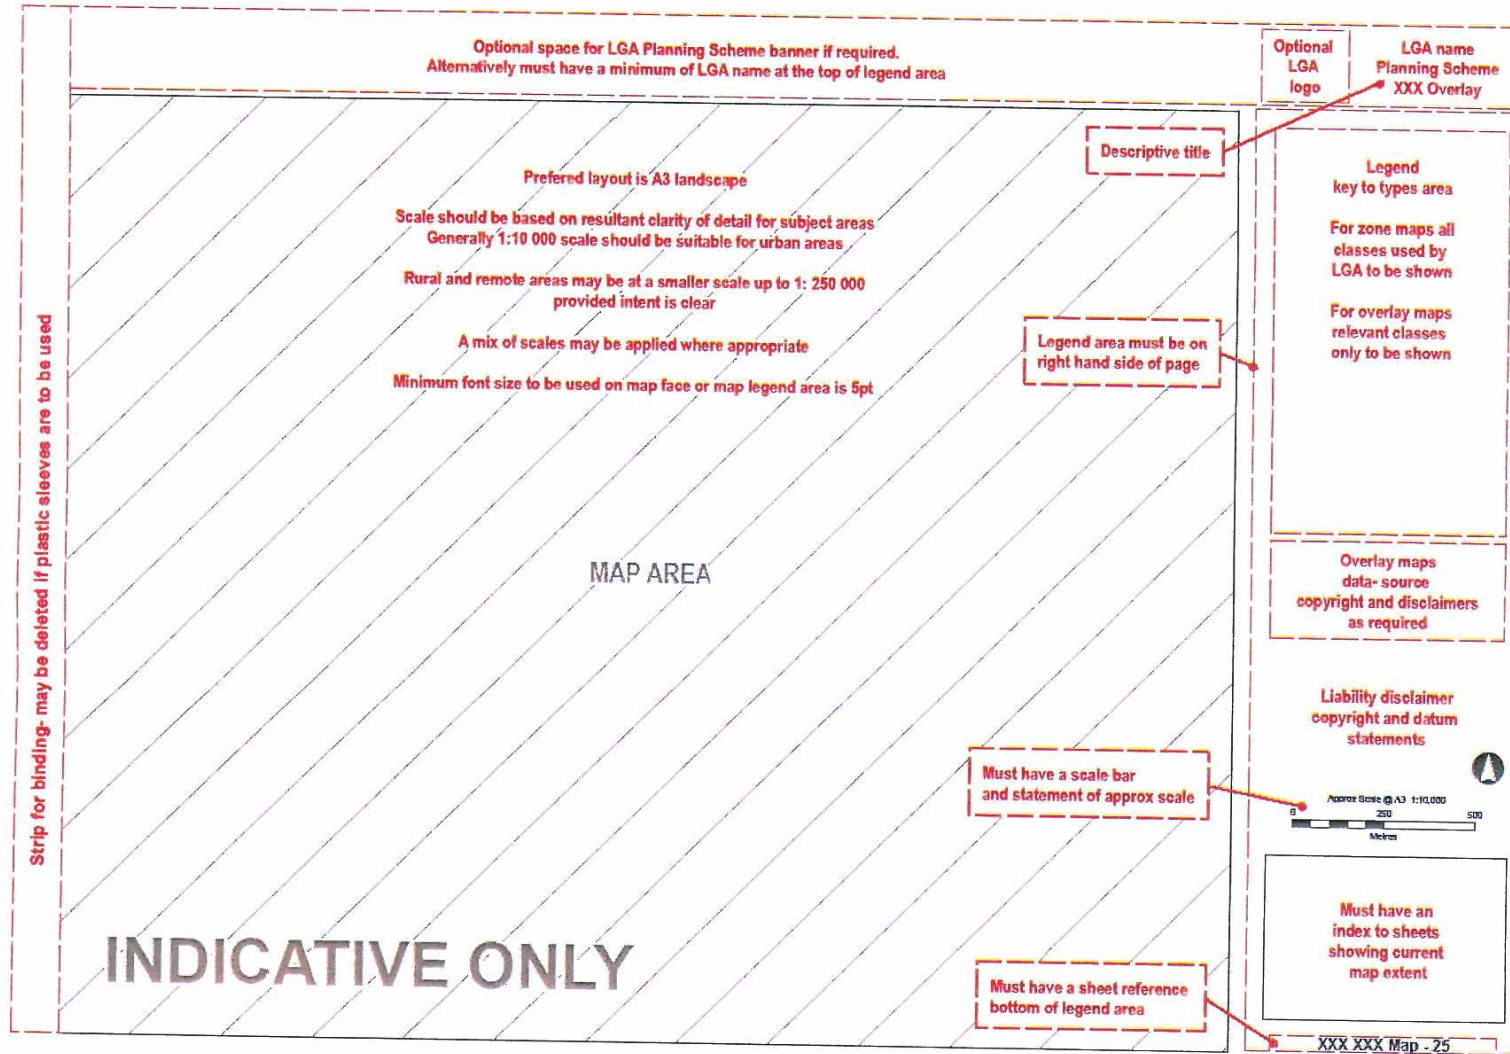 Optional space for LGA Planning Scheme banner if required.
Alternatively must have a minimum of LGA name at the top of legend area
Optional
LGA
logo
LGA name
Planning Scheme
XXX Overlay
Descriptive title
Prefered layout is A3 landscape
Scale should be based on resultant clarity of detail for subject areas
Generally 1:10 000 scale should be suitable for urban areas
Rural and remote areas may be at a smaller scale up to 1: 250 000
provided intent is clear
A mix of scales may be applied where appropriate
Minimum font size to be used on map face or map legend area is 5pt
Strip for binding- may be deleted if plastic sleeves are to be used
Legend
key to types area
For zone maps all
classes used by
LGA to be shown
For overlay maps
relevant classes
only to be shown
Legend area must be on
right hand side of page
MAP AREA
Overlay maps
data- source
copyright and disclaimers
as required
Liability disclaimer
copyright and datum
statements
Must have a scale bar
and statement of approx scale
Approx Scale @ A3 1:10,000
0 250 500
Metres
Must have an
index to sheets
showing current
map extent
INDICATIVE ONLY
Must have a sheet reference
bottom of legend area
XXX XXX Map - 25